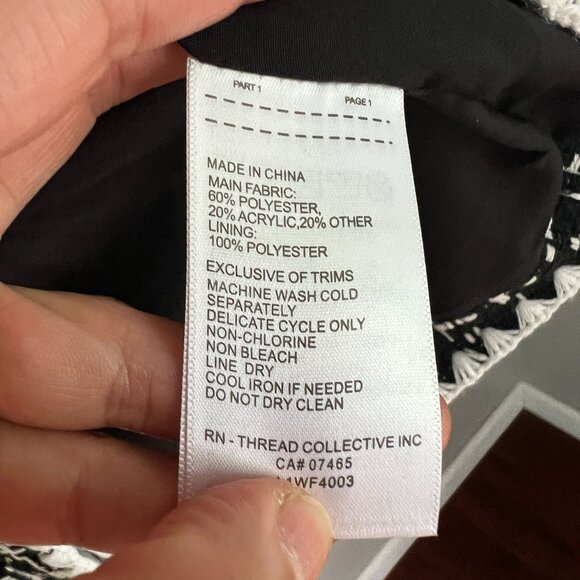 PART 1 PAGE 1
MADE IN CHINA
MAIN FABRIC:
60% POLYESTER,
20% ACRYLIC,20% OTHER
LINING:
100% POLYESTER
EXCLUSIVE OF TRIMS
MACHINE WASH COLD
SEPARATELY
DELICATE CYCLE ONLY
NON-CHLORINE
NON BLEACH
LINE DRY
COOL IRON IF NEEDED
DO NOT DRY CLEAN
RN - THREAD COLLECTIVE INC
CA# 07465